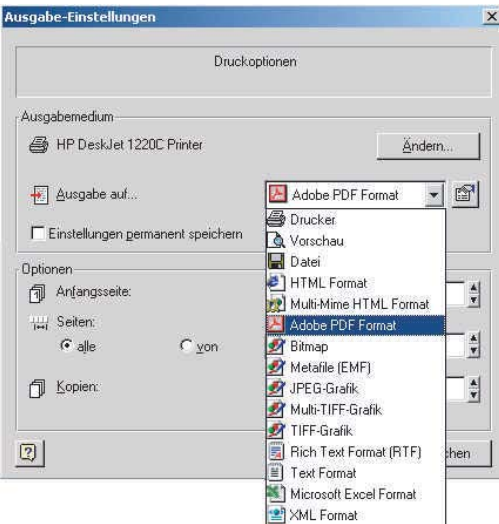 Ausgabe-Einstellungen
Druckoptionen
Ausgabemedium
HP DeskJet 1220C Printer
Ändern...
Ausgabe auf...
Adobe PDF Format
Einstellungen permanent speichern
Drucker
Vorschau
Datei
HTML Format
Multi-Mime HTML Format
Adobe PDF Format
Bitmap
Metafile (EMF)
JPEG-Grafik
Multi-TIFF-Grafik
TIFF-Grafik
Rich Text Format (RTF)
Text Format
Microsoft Excel Format
XML Format
Optionen
Anfangsseite:
Seiten:
alle von
Kopien:
hen